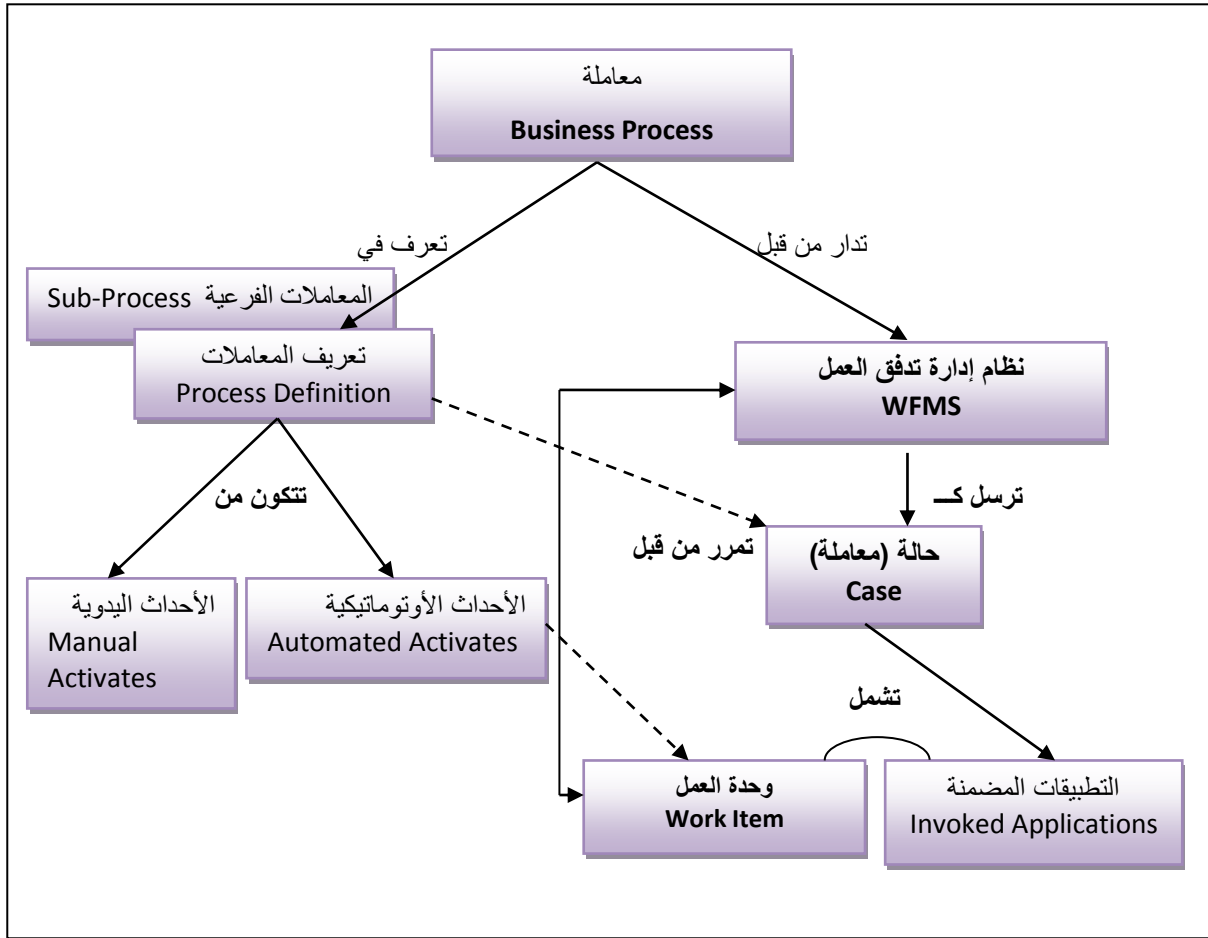 معاملة
Business Process
تعرف في
تدار من قبل
المعاملات الفرعية Sub-Process
تعريف المعاملات
Process Definition
نظام إدارة تدفق العمل
WFMS
تتكون من
ترسل كـــ
تمرر من قبل
حالة (معاملة)
Case
الأحداث اليدوية
Manual
Activates
الأحداث الأوتوماتيكية
Automated Activates
تشمل
وحدة العمل
Work Item
التطبيقات المضمنة
Invoked Applications